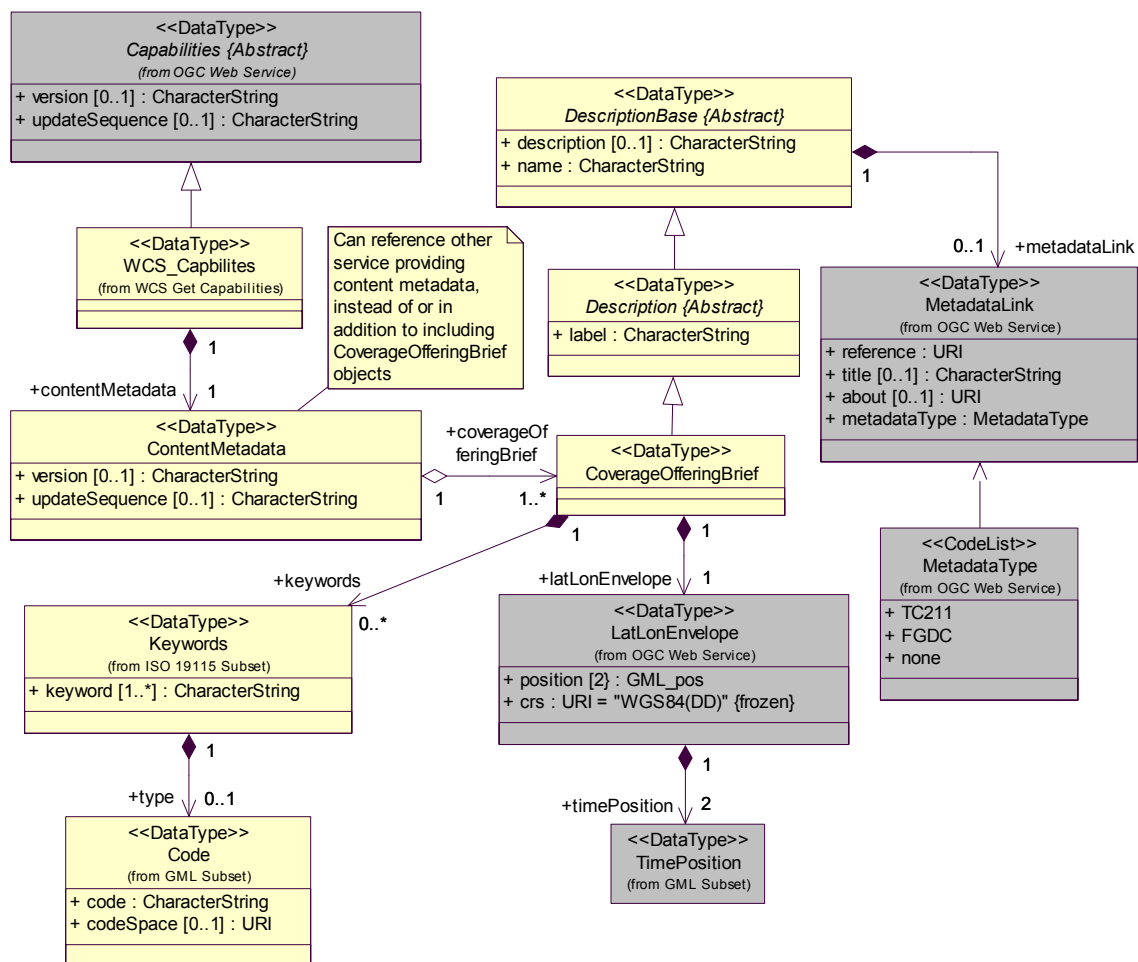 <<DataType>>
Capabilities {Abstract}
(from OGC Web Service)
+ version [0..1] : CharacterString
+ updateSequence [0..1] : CharacterString
<<DataType>>
DescriptionBase {Abstract}
+ description [0..1] : CharacterString
+ name : CharacterString
1
0..1
+metadataLink
<<DataType>>
WCS_Capbilites
(from WCS Get Capabilities)
1
+contentMetadata
1
Can reference other
service providing
content metadata,
instead of or in
addition to including
CoverageOfferingBrief
objects
<<DataType>>
Description {Abstract}
+ label : CharacterString
<<DataType>>
MetadataLink
(from OGC Web Service)
+ reference : URI
+ title [0..1] : CharacterString
+ about [0..1] : URI
+ metadataType : MetadataType
<<DataType>>
ContentMetadata
+ version [0..1] : CharacterString
+ updateSequence [0..1] : CharacterString
+coverageOf
feringBrief
1
1..*
<<DataType>>
CoverageOfferingBrief
1
1
+keywords
0..*
+latLonEnvelope
1
<<CodeList>>
MetadataType
(from OGC Web Service)
+ TC211
+ FGDC
+ none
<<DataType>>
Keywords
(from ISO 19115 Subset)
+ keyword [1..*] : CharacterString
1
+type
0..1
<<DataType>>
LatLonEnvelope
(from OGC Web Service)
+ position [2} : GML_pos
+ crs : URI = "WGS84(DD)" {frozen}
1
+timePosition
2
<<DataType>>
Code
(from GML Subset)
+ code : CharacterString
+ codeSpace [0..1] : URI
<<DataType>>
TimePosition
(from GML Subset)